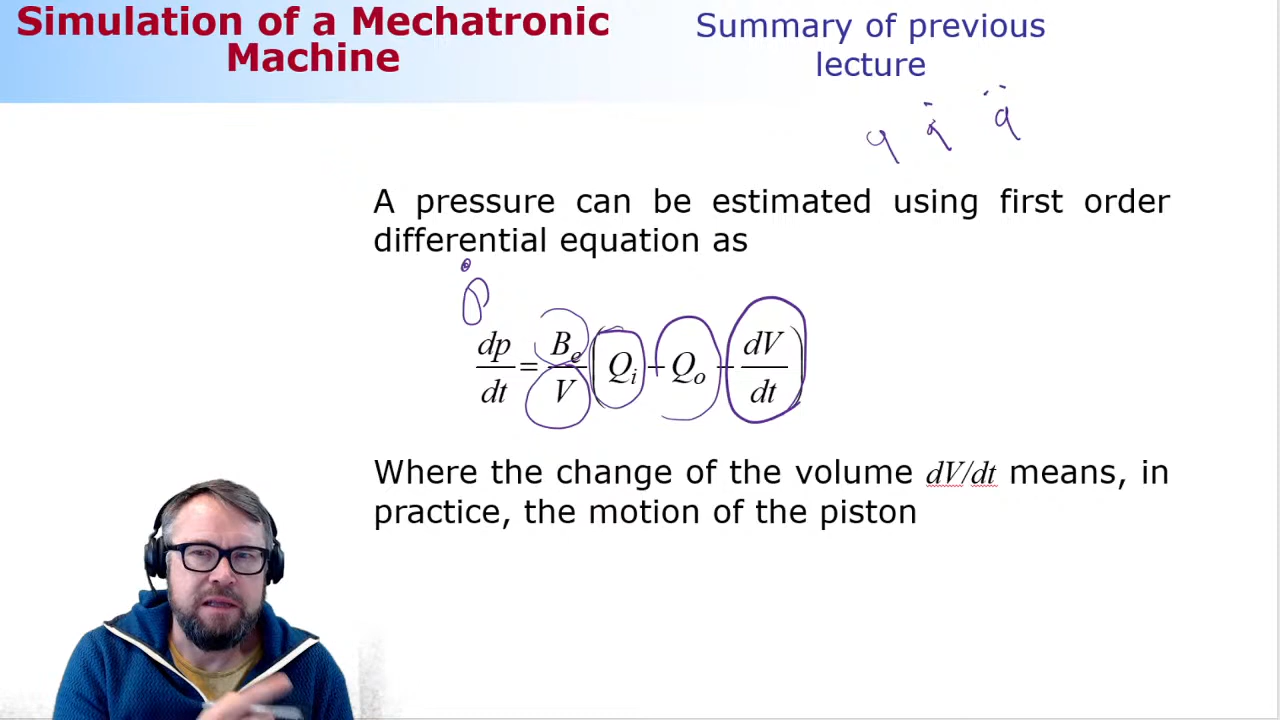 Simulation of a Mechatronic
Machine
Summary of previous
lecture
q q̇ q̈
A pressure can be estimated using first order
differential equation as
ṗ
dp/dt = Be/V (Qi − Qo − dV/dt)
Where the change of the volume dV/dt means, in
practice, the motion of the piston